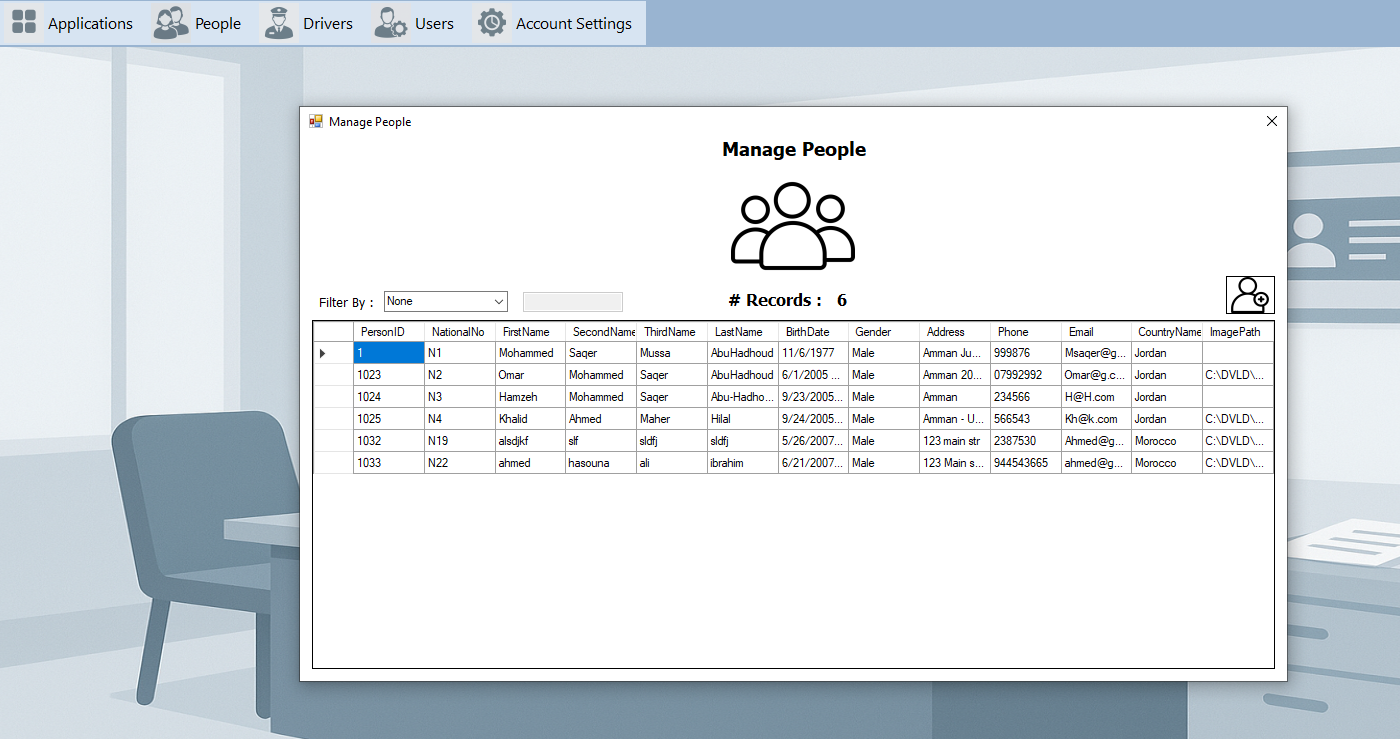 Applications People Drivers Users Account Settings
Manage People
Manage People
Filter By : None # Records : 6
PersonID NationalNo FirstName SecondName ThirdName LastName BirthDate Gender Address Phone Email CountryName ImagePath
1 N1 Mohammed Saqer Mussa AbuHadhoud 11/6/1977 Male Amman Ju... 999876 Msaqer@g... Jordan
1023 N2 Omar Mohammed Saqer AbuHadhoud 6/1/2005 ... Male Amman 20... 07992992 Omar@g.c... Jordan C:\DVLD\...
1024 N3 Hamzeh Mohammed Saqer Abu-Hadho... 9/23/2005... Male Amman 234566 H@H.com Jordan
1025 N4 Khalid Ahmed Maher Hilal 9/24/2005... Male Amman - U... 566543 Kh@k.com Jordan C:\DVLD\...
1032 N19 alsdjkf slf sldfj sldfj 5/26/2007... Male 123 main str 2387530 Ahmed@g... Morocco C:\DVLD\...
1033 N22 ahmed hasouna ali ibrahim 6/21/2007... Male 123 Main s... 944543665 ahmed@g... Morocco C:\DVLD\...